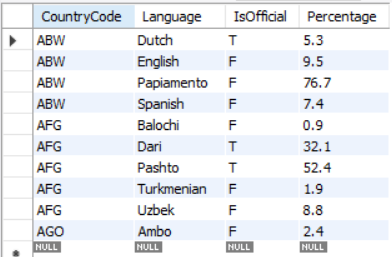 CountryCode Language IsOfficial Percentage
ABW Dutch T 5.3
ABW English F 9.5
ABW Papiamento F 76.7
ABW Spanish F 7.4
AFG Balochi F 0.9
AFG Dari T 32.1
AFG Pashto T 52.4
AFG Turkmenian F 1.9
AFG Uzbek F 8.8
AGO Ambo F 2.4
NULL NULL NULL NULL